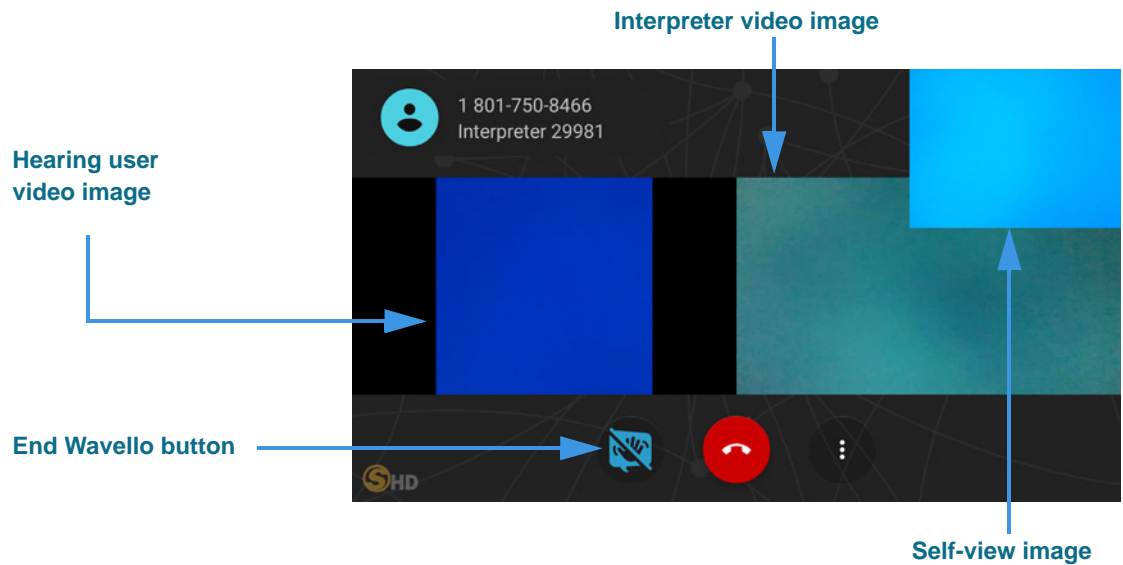 Interpreter video image
1 801-750-8466
Interpreter 29981
Hearing user
video image
End Wavello button
SHD
Self-view image